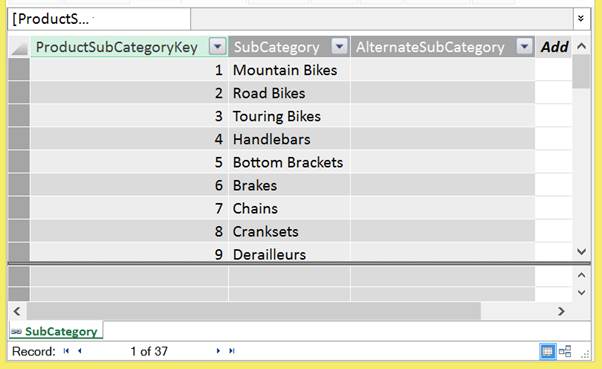 [ProductS...
ProductSubCategoryKey SubCategory AlternateSubCategory Add
1 Mountain Bikes
2 Road Bikes
3 Touring Bikes
4 Handlebars
5 Bottom Brackets
6 Brakes
7 Chains
8 Cranksets
9 Derailleurs
SubCategory
Record: 1 of 37